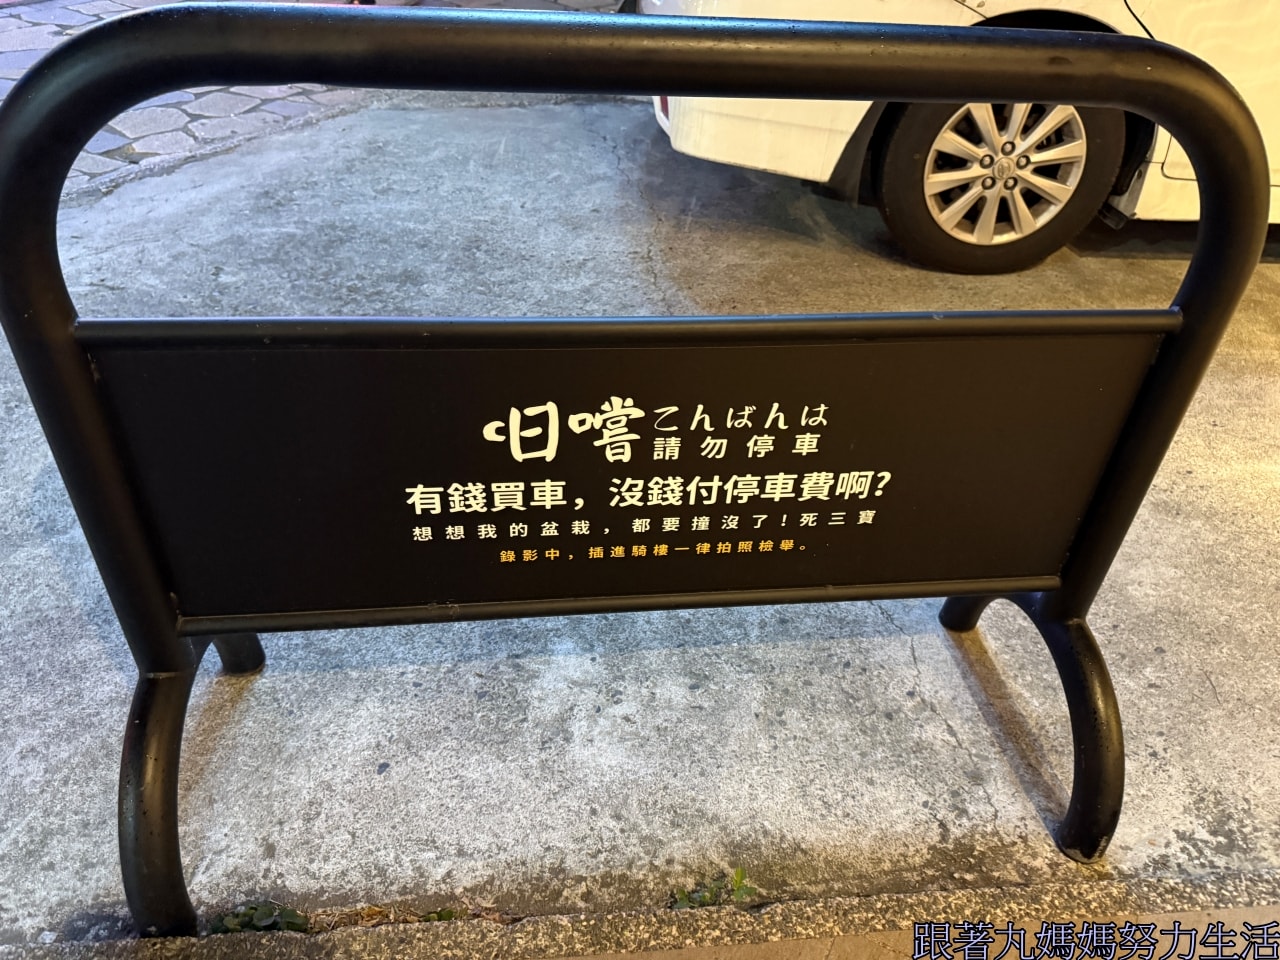 日嚐 こんばんは
請勿停車
有錢買車，沒錢付停車費啊?
想想我的盆栽，都要撞沒了!死三寶
錄影中，插進騎樓一律拍照檢舉。
跟著丸媽媽努力生活